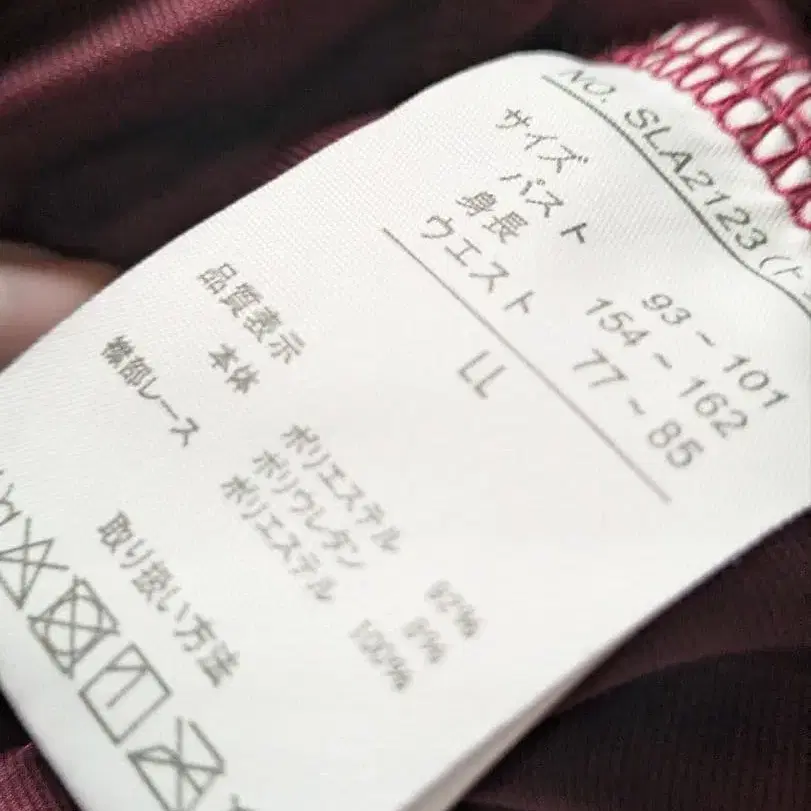 NO. SLA2123(ト
サイズ
バスト 93~101
身長 154~162
ウエスト 77~85
LL
品質表示
本体 ポリエステル 92%
ポリウレタン 8%
機部レース ポリエステル 100%
取り扱い方法